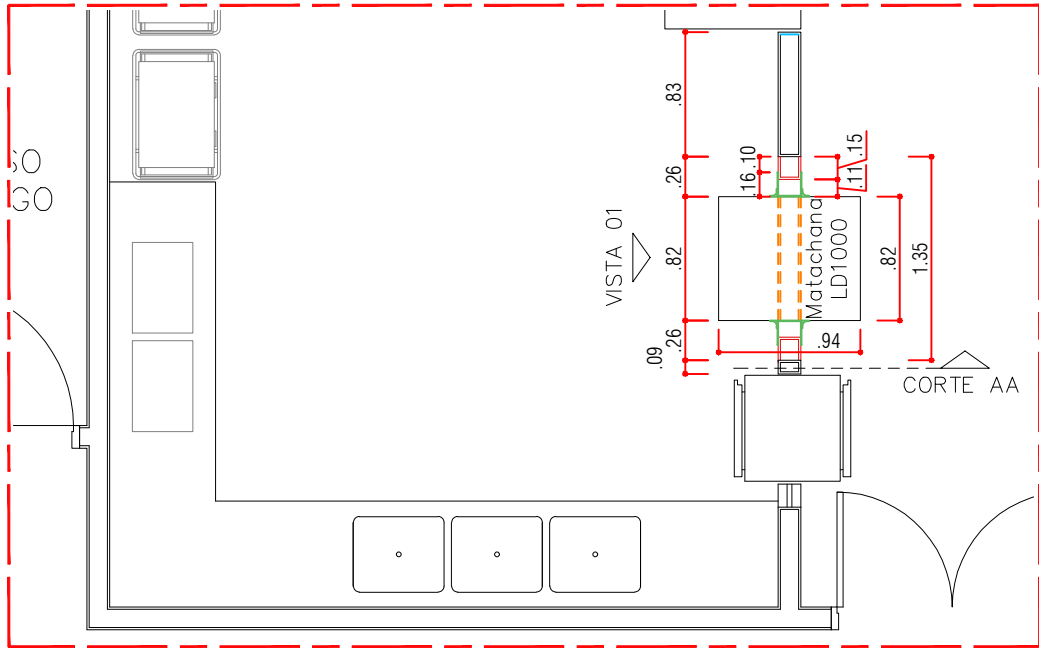 SO
GO
.83
.10
.15
.26
.16
.11
VISTA 01
.82
Matachana
LD1000
.82
1.35
.26
.09
.94
CORTE AA